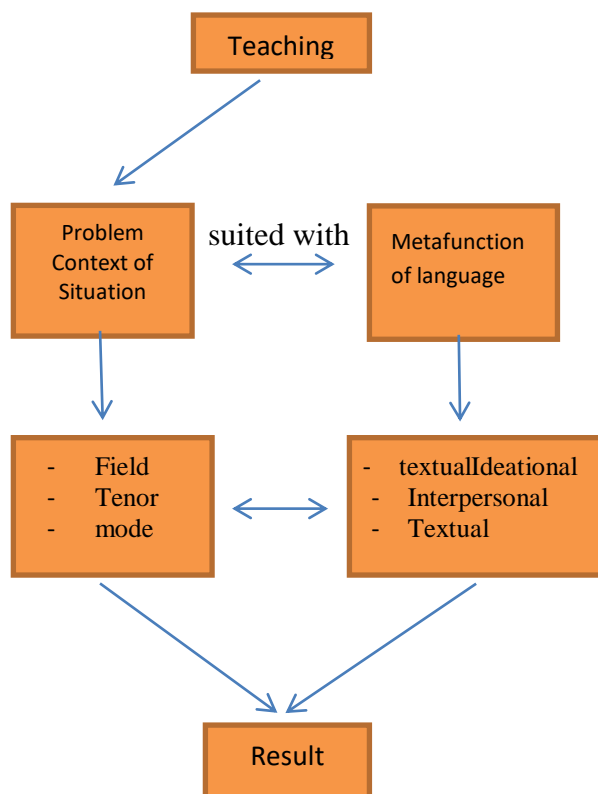 Teaching
Problem
Context of
Situation
suited with
Metafunction
of language
- Field
- Tenor
- mode
- textualIdeational
- Interpersonal
- Textual
Result